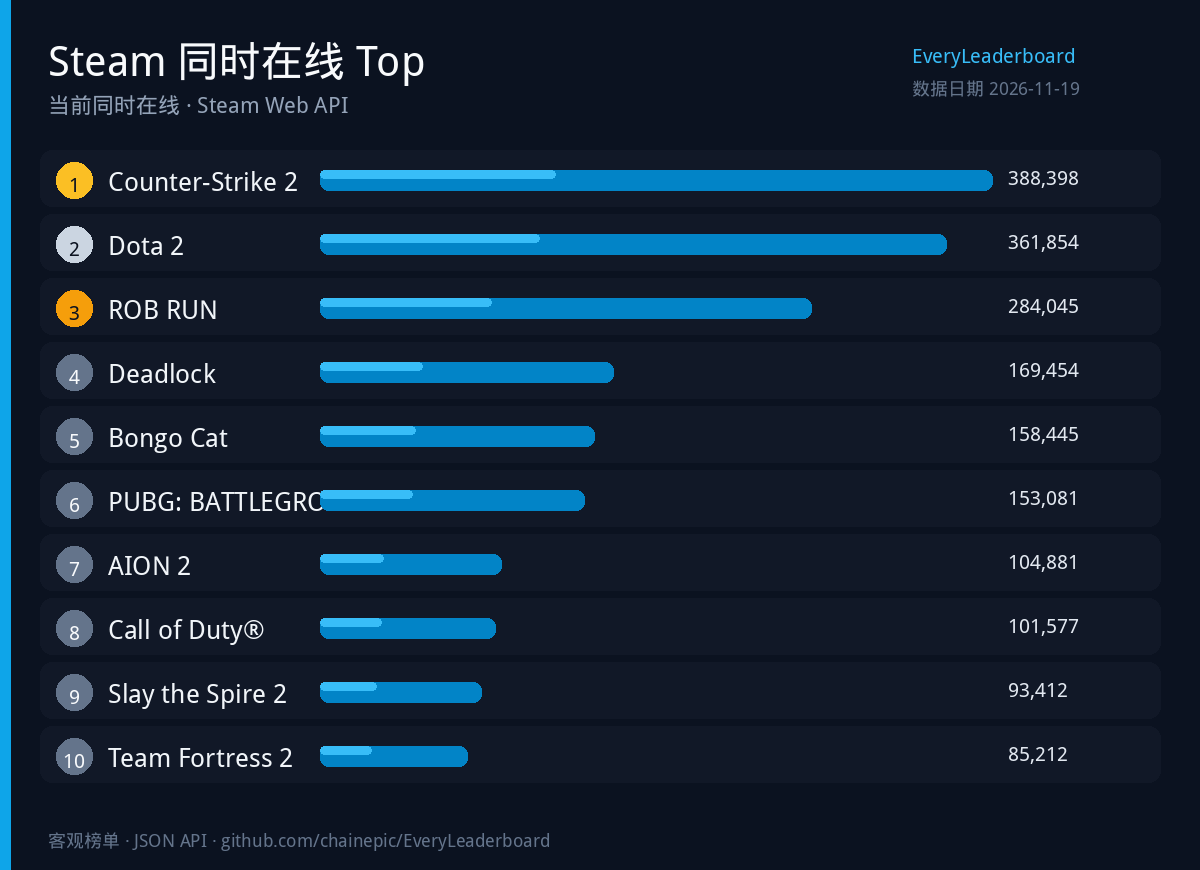 Steam 同时在线 Top
EveryLeaderboard
当前同时在线 · Steam Web API
数据日期 2026-11-19
1 Counter-Strike 2 388,398
2 Dota 2 361,854
3 ROB RUN 284,045
4 Deadlock 169,454
5 Bongo Cat 158,445
6 PUBG: BATTLEGRO 153,081
7 AION 2 104,881
8 Call of Duty® 101,577
9 Slay the Spire 2 93,412
10 Team Fortress 2 85,212
客观榜单 · JSON API · github.com/chainepic/EveryLeaderboard